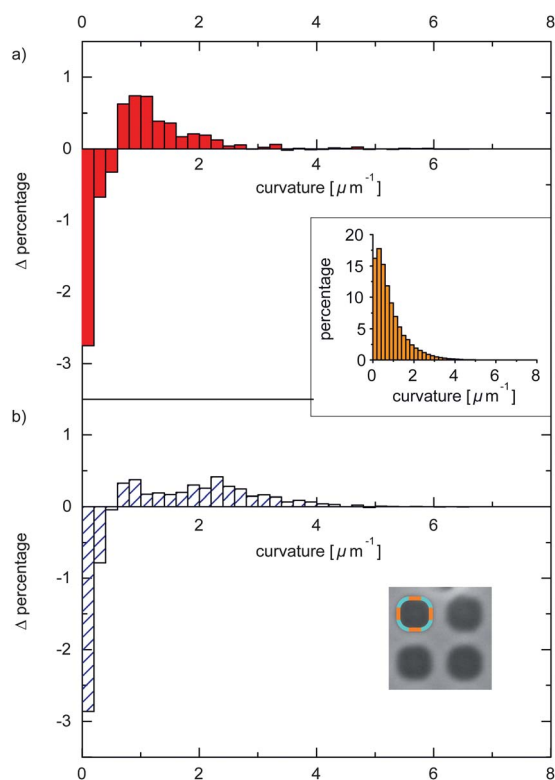 0 2 4 6 8
a)
1
0
-1
-2
-3
Δ percentage
2 4 6
curvature [ µm⁻¹ ]
20
15
10
5
0
percentage
0 2 4 6 8
curvature [ µm⁻¹ ]
b)
1
0
-1
-2
-3
Δ percentage
2 4 6
curvature [ µm⁻¹ ]
0 2 4 6 8